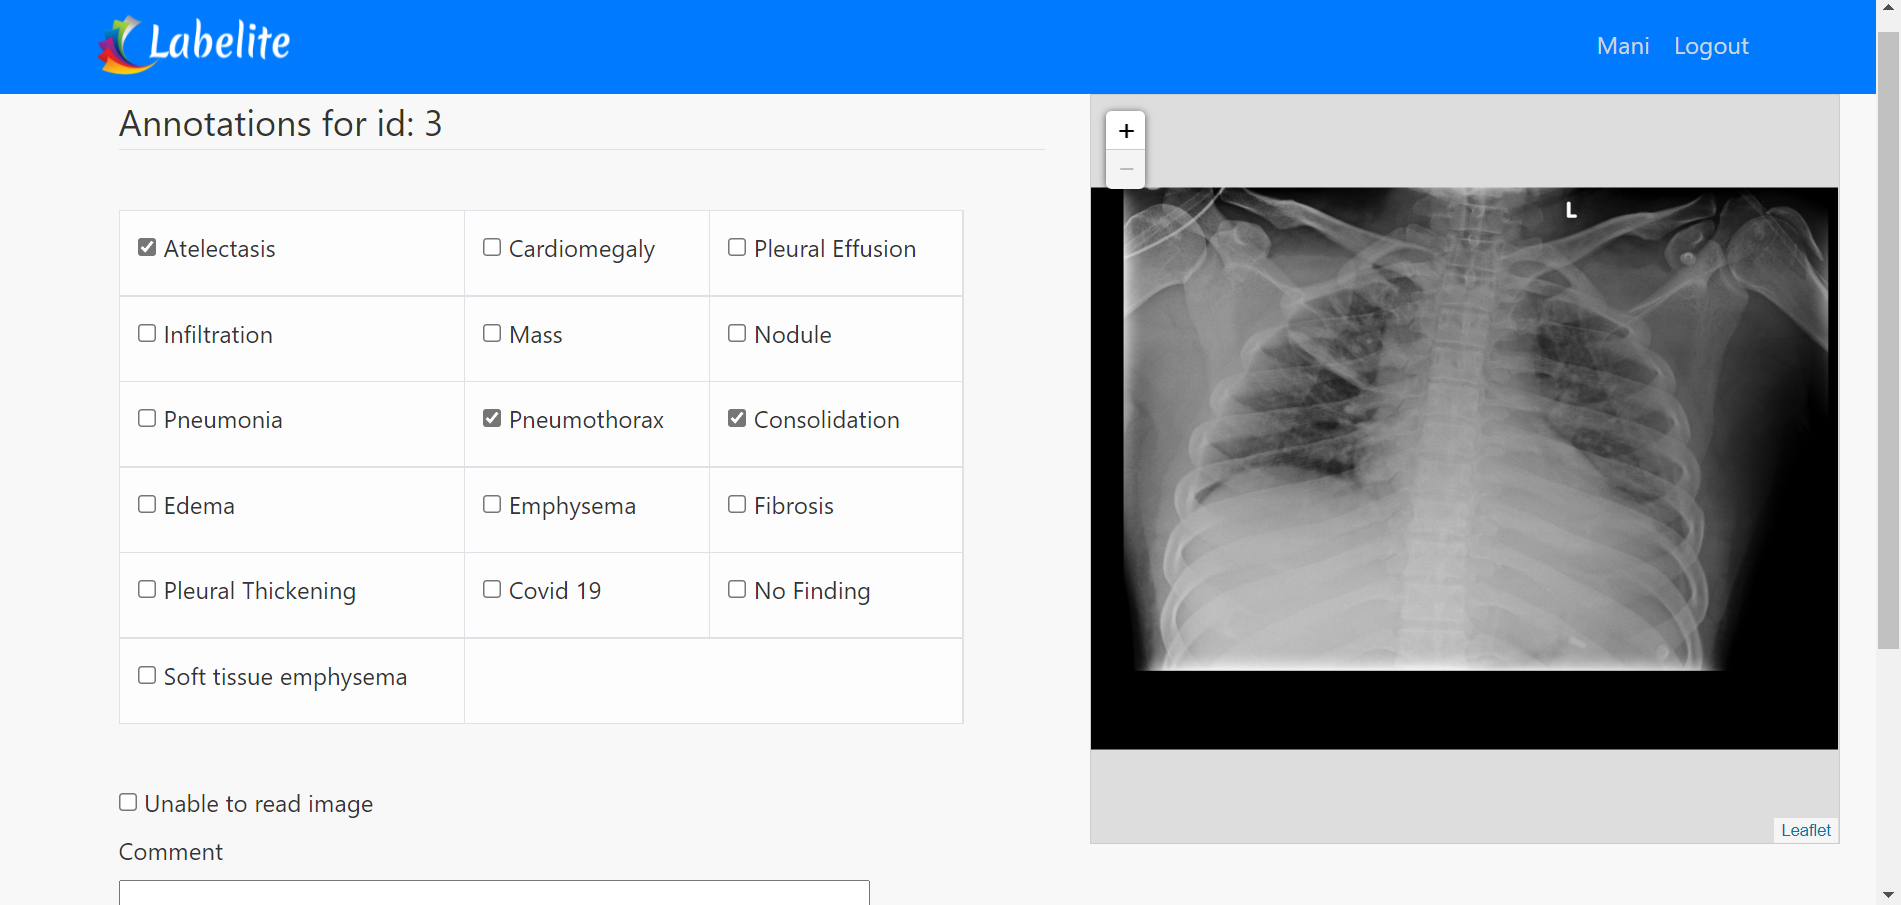 Labelite
Mani Logout
Annotations for id: 3
Atelectasis Cardiomegaly Pleural Effusion
Infiltration Mass Nodule
Pneumonia Pneumothorax Consolidation
Edema Emphysema Fibrosis
Pleural Thickening Covid 19 No Finding
Soft tissue emphysema
Unable to read image
Comment
+
−
L
Leaflet